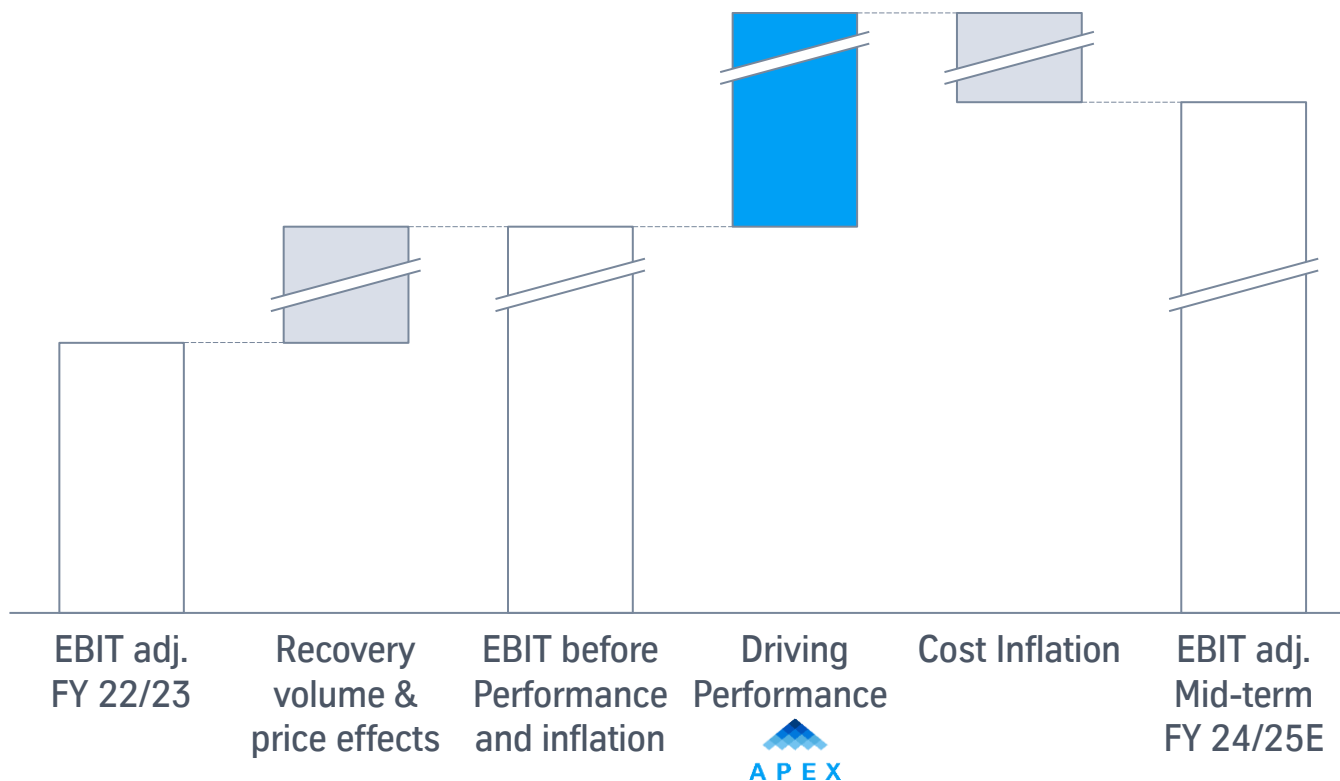 EBIT adj.
FY 22/23
Recovery
volume &
price effects
EBIT before
Performance
and inflation
Driving
Performance
APEX
Cost Inflation
EBIT adj.
Mid-term
FY 24/25E